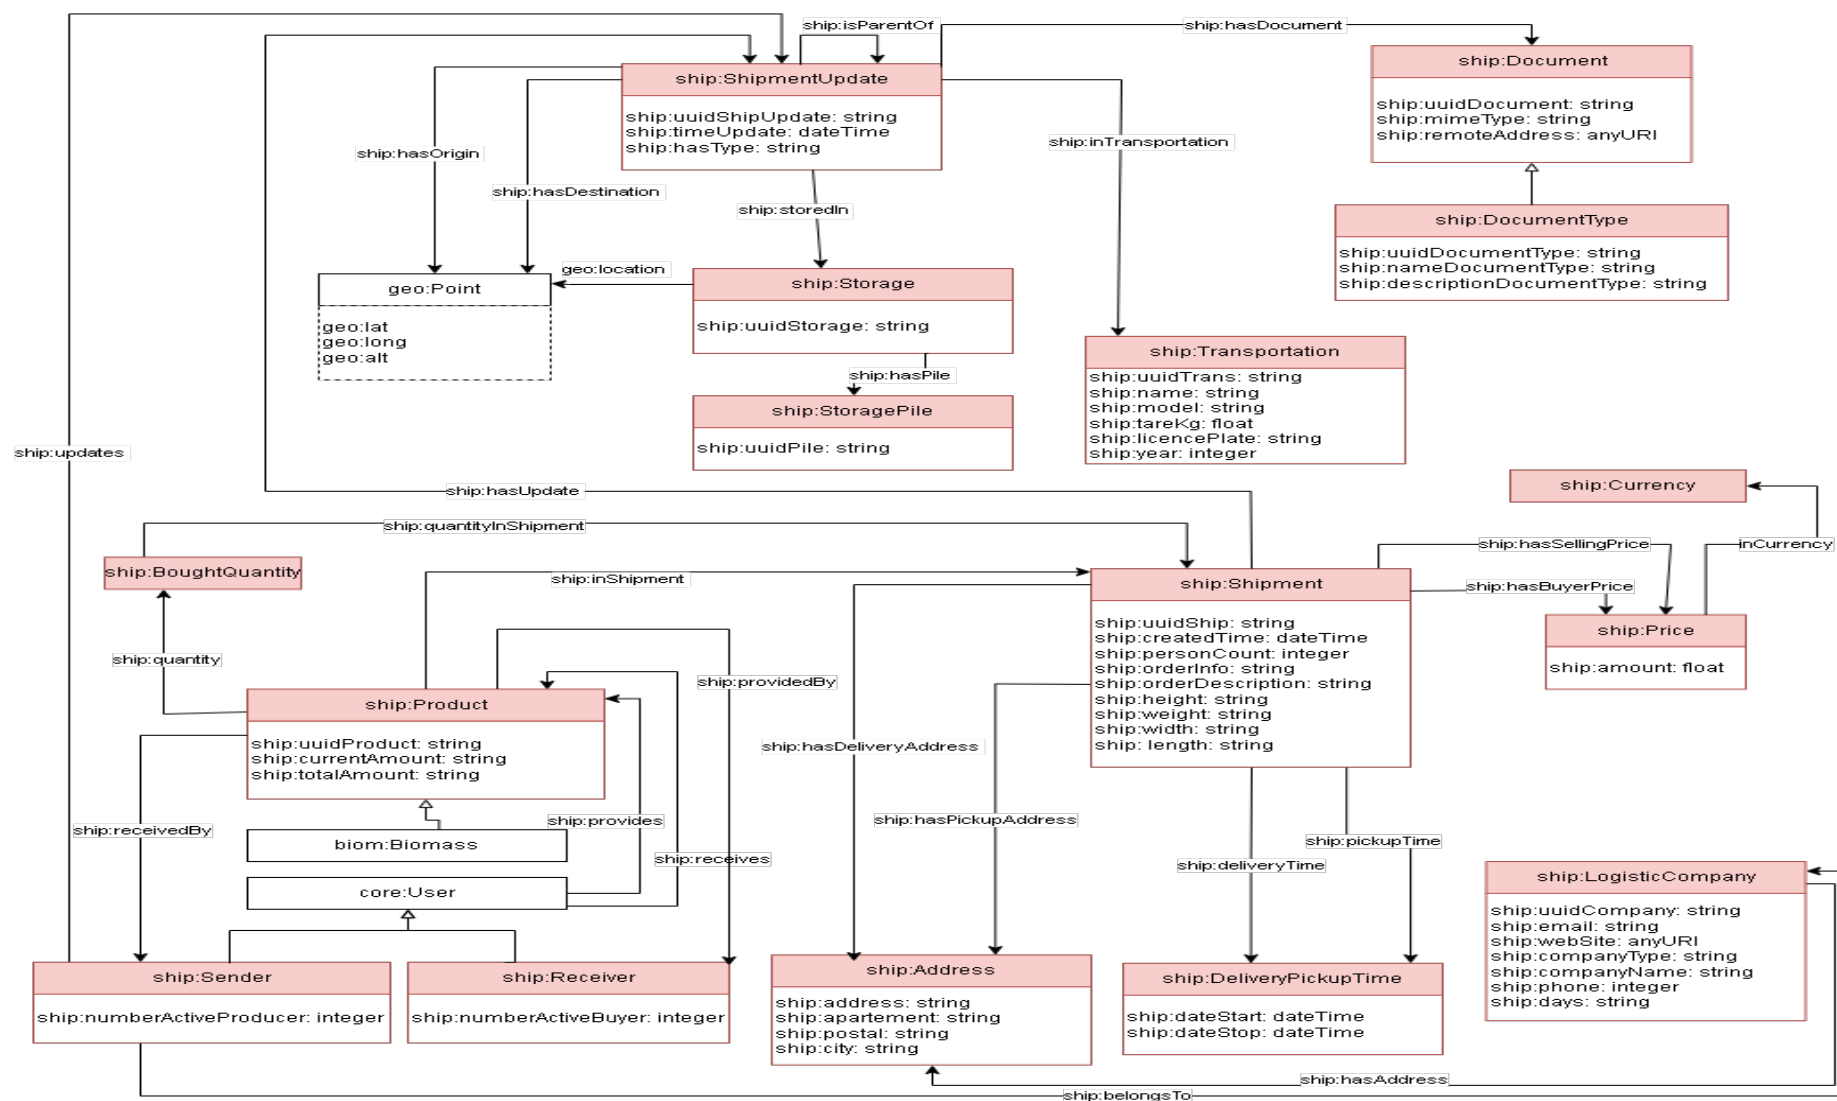 ship:isParentOf
ship:hasDocument
ship:ShipmentUpdate
ship:uuidShipUpdate: string
ship:timeUpdate: dateTime
ship:hasType: string
ship:Document
ship:uuidDocument: string
ship:mimeType: string
ship:remoteAddress: anyURI
ship:hasOrigin
ship:hasDestination
ship:inTransportation
ship:storedIn
ship:DocumentType
ship:uuidDocumentType: string
ship:nameDocumentType: string
ship:descriptionDocumentType: string
geo:location
geo:Point
geo:lat
geo:long
geo:alt
ship:Storage
ship:uuidStorage: string
ship:hasPile
ship:StoragePile
ship:uuidPile: string
ship:Transportation
ship:uuidTrans: string
ship:name: string
ship:model: string
ship:tareKg: float
ship:licencePlate: string
ship:year: integer
ship:updates
ship:hasUpdate
ship:Currency
ship:quantityInShipment
ship:hasSellingPrice
inCurrency
ship:BoughtQuantity
ship:inShipment
ship:Shipment
ship:uuidShip: string
ship:createdTime: dateTime
ship:personCount: integer
ship:orderInfo: string
ship:orderDescription: string
ship:height: string
ship:weight: string
ship:width: string
ship: length: string
ship:hasBuyerPrice
ship:Price
ship:amount: float
ship:quantity
ship:providedBy
ship:Product
ship:uuidProduct: string
ship:currentAmount: string
ship:totalAmount: string
ship:hasDeliveryAddress
ship:receivedBy
ship:provides
ship:hasPickupAddress
biom:Biomass
ship:receives
ship:pickupTime
ship:deliveryTime
core:User
ship:LogisticCompany
ship:uuidCompany: string
ship:email: string
ship:webSite: anyURI
ship:companyType: string
ship:companyName: string
ship:phone: integer
ship:days: string
ship:Sender
ship:numberActiveProducer: integer
ship:Receiver
ship:numberActiveBuyer: integer
ship:Address
ship:address: string
ship:apartement: string
ship:postal: string
ship:city: string
ship:DeliveryPickupTime
ship:dateStart: dateTime
ship:dateStop: dateTime
ship:hasAddress
ship:belongsTo